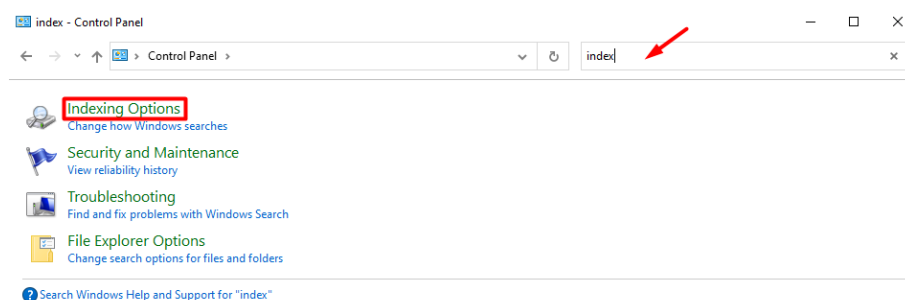 index - Control Panel
Control Panel
index
Indexing Options
Change how Windows searches
Security and Maintenance
View reliability history
Troubleshooting
Find and fix problems with Windows Search
File Explorer Options
Change search options for files and folders
Search Windows Help and Support for "index"